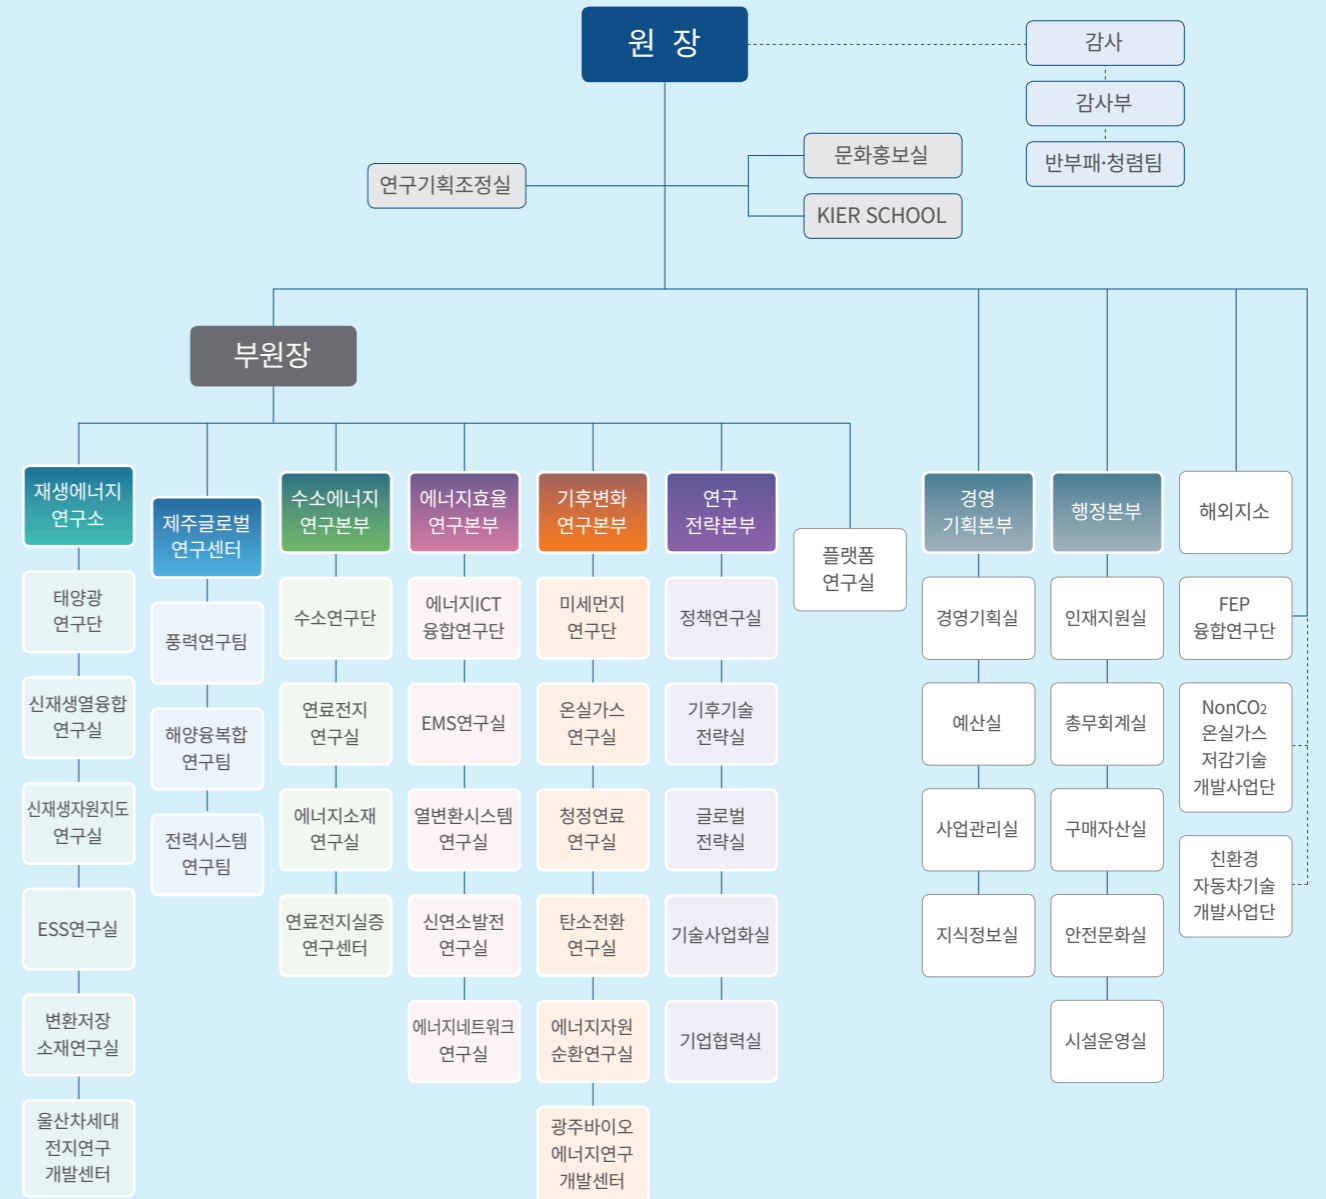 원 장
감사
감사부
반부패·청렴팀
문화홍보실
연구기획조정실
KIER SCHOOL
부원장
재생에너지
연구소
태양광
연구단
신재생열융합
연구실
신재생자원지도
연구실
ESS연구실
변환저장
소재연구실
울산차세대
전지연구
개발센터
제주글로벌
연구센터
풍력연구팀
해양융복합
연구팀
전력시스템
연구팀
수소에너지
연구본부
수소연구단
연료전지
연구실
에너지소재
연구실
연료전지실증
연구센터
에너지효율
연구본부
에너지ICT
융합연구단
EMS연구실
열변환시스템
연구실
신연소발전
연구실
에너지네트워크
연구실
기후변화
연구본부
미세먼지
연구단
온실가스
연구실
청정연료
연구실
탄소전환
연구실
에너지자원
순환연구실
광주바이오
에너지연구
개발센터
연구
전략본부
정책연구실
기후기술
전략실
글로벌
전략실
기술사업화실
기업협력실
플랫폼
연구실
경영
기획본부
경영기획실
예산실
사업관리실
지식정보실
행정본부
인재지원실
총무회계실
구매자산실
안전문화실
시설운영실
해외지소
FEP
융합연구단
NonCO2
온실가스
저감기술
개발사업단
친환경
자동차기술
개발사업단